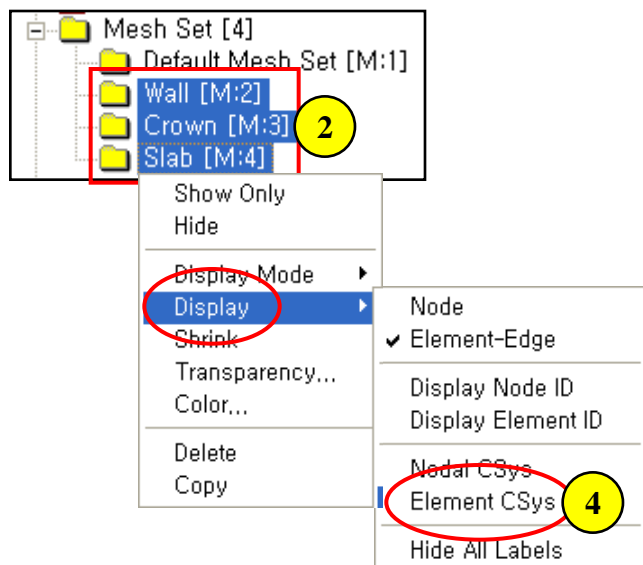 Mesh Set [4]
Default Mesh Set [M:1]
Wall [M:2]
Crown [M:3]
2
Slab [M:4]
Show Only
Hide
Display Mode
Display
Shrink
Transparency...
Color...
Delete
Copy
Node
Element-Edge
Display Node ID
Display Element ID
Nodal CSys
Element CSys
4
Hide All Labels